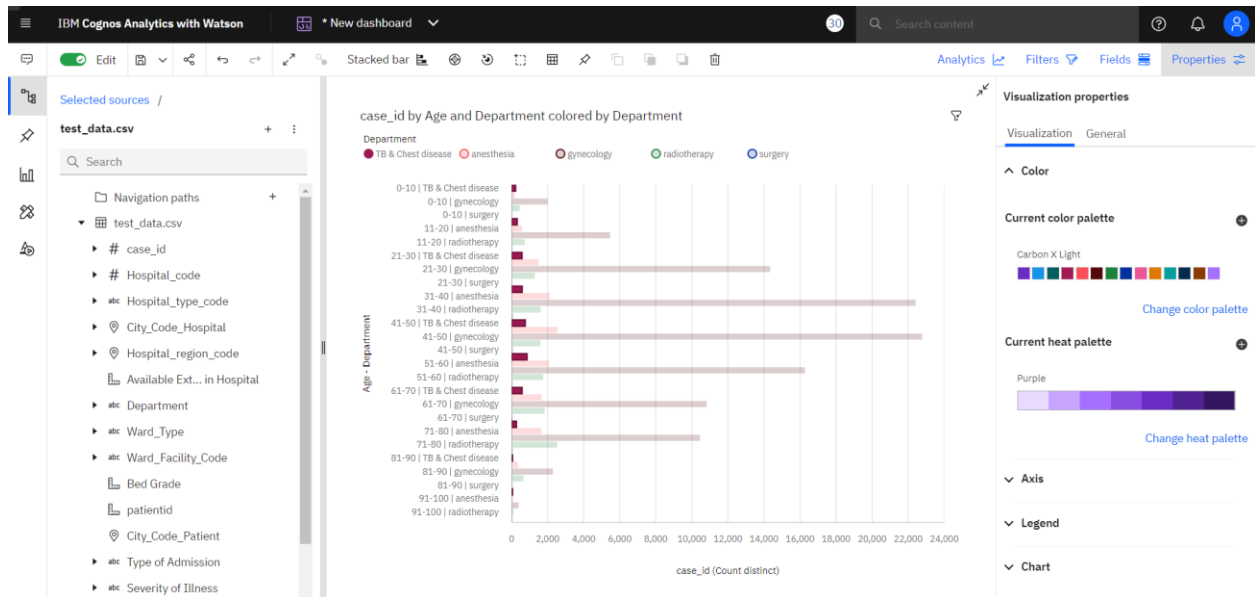 IBM Cognos Analytics with Watson
* New dashboard
30
Search content
Edit
Stacked bar
Analytics
Filters
Fields
Properties
Selected sources /
test_data.csv
Search
Navigation paths
test_data.csv
# case_id
# Hospital_code
abc Hospital_type_code
City_Code_Hospital
Hospital_region_code
Available Ext... in Hospital
abc Department
abc Ward_Type
abc Ward_Facility_Code
Bed Grade
patientid
City_Code_Patient
abc Type of Admission
abc Severity of Illness
case_id by Age and Department colored by Department
Department
TB & Chest disease anesthesia gynecology radiotherapy surgery
Age - Department
0-10 | TB & Chest disease
0-10 | gynecology
0-10 | surgery
11-20 | anesthesia
11-20 | radiotherapy
21-30 | TB & Chest disease
21-30 | gynecology
21-30 | surgery
31-40 | anesthesia
31-40 | radiotherapy
41-50 | TB & Chest disease
41-50 | gynecology
41-50 | surgery
51-60 | anesthesia
51-60 | radiotherapy
61-70 | TB & Chest disease
61-70 | gynecology
61-70 | surgery
71-80 | anesthesia
71-80 | radiotherapy
81-90 | TB & Chest disease
81-90 | gynecology
81-90 | surgery
91-100 | anesthesia
91-100 | radiotherapy
0 2,000 4,000 6,000 8,000 10,000 12,000 14,000 16,000 18,000 20,000 22,000 24,000
case_id (Count distinct)
Visualization properties
Visualization General
Color
Current color palette
Carbon X Light
Change color palette
Current heat palette
Purple
Change heat palette
Axis
Legend
Chart